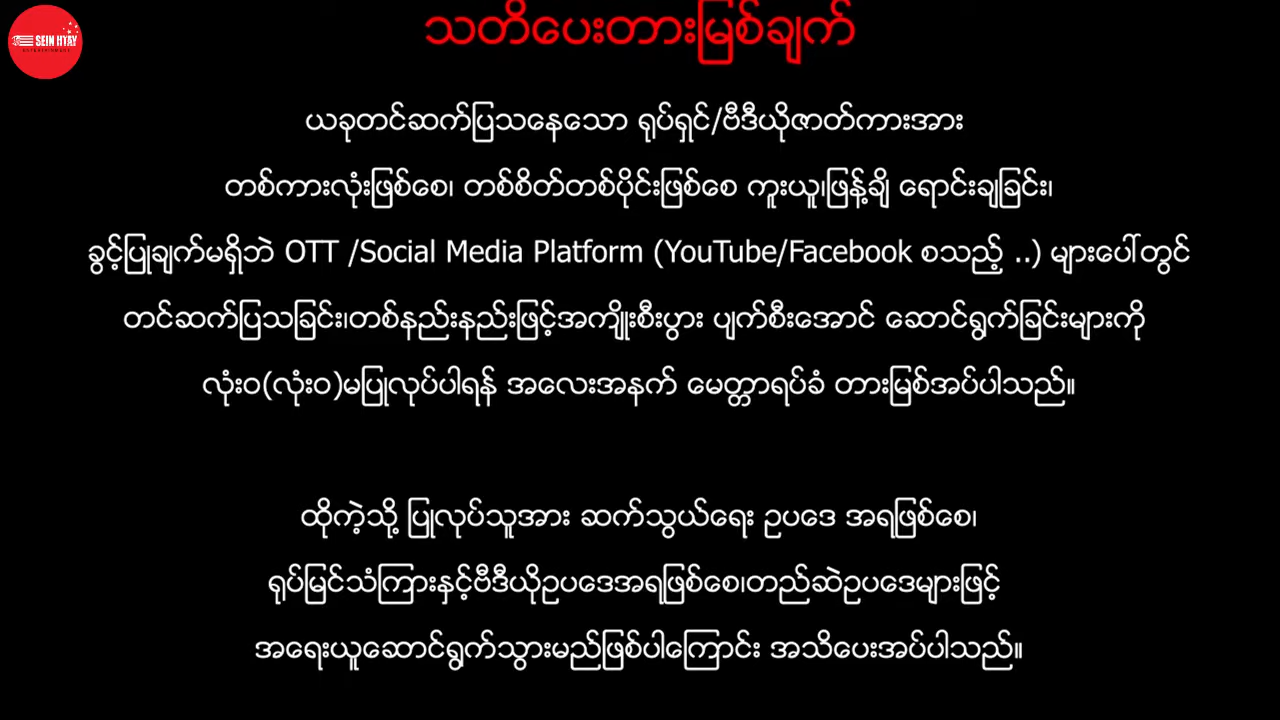 SEIN HYAY
ENTERTAINMENT
သတိပေးတားမြစ်ချက်
ယခုတင်ဆက်ပြသနေသော ရုပ်ရှင်/ဗီဒီယိုဇာတ်ကားအား
တစ်ကားလုံးဖြစ်စေ၊ တစ်စိတ်တစ်ပိုင်းဖြစ်စေ ကူးယူ၊ဖြန့်ချိ ရောင်းချခြင်း၊
ခွင့်ပြုချက်မရှိဘဲ OTT /Social Media Platform (YouTube/Facebook စသည့် ..) များပေါ်တွင်
တင်ဆက်ပြသခြင်း၊တစ်နည်းနည်းဖြင့်အကျိုးစီးပွား ပျက်စီးအောင် ဆောင်ရွက်ခြင်းများကို
လုံးဝ(လုံးဝ)မပြုလုပ်ပါရန် အလေးအနက် မေတ္တာရပ်ခံ တားမြစ်အပ်ပါသည်။
ထိုကဲ့သို့ ပြုလုပ်သူအား ဆက်သွယ်ရေး ဥပဒေ အရဖြစ်စေ၊
ရုပ်မြင်သံကြားနှင့်ဗီဒီယိုဥပဒေအရဖြစ်စေ၊တည်ဆဲဥပဒေများဖြင့်
အရေးယူဆောင်ရွက်သွားမည်ဖြစ်ပါကြောင်း အသိပေးအပ်ပါသည်။